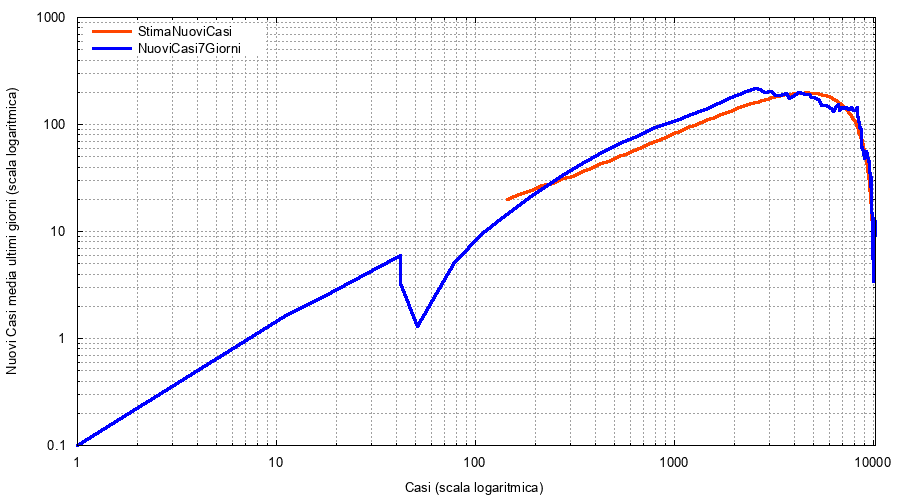 1000
StimaNuoviCasi
NuoviCasi7Giorni
100
10
1
0.1
Nuovi Casi media ultimi giorni (scala logaritmica)
1
10
100
1000
10000
Casi (scala logaritmica)